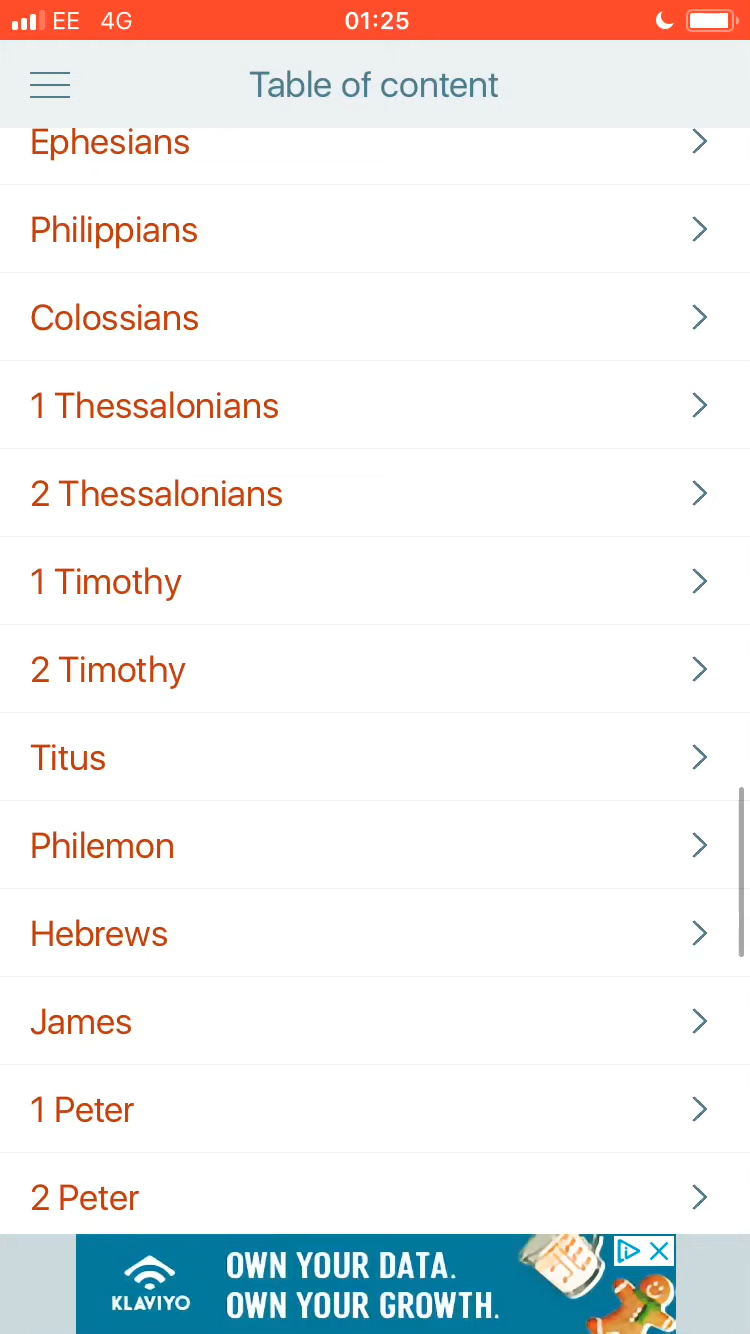 EE 4G 01:25
Table of content
Ephesians
Philippians
Colossians
1 Thessalonians
2 Thessalonians
1 Timothy
2 Timothy
Titus
Philemon
Hebrews
James
1 Peter
2 Peter
KLAVIYO
OWN YOUR DATA.
OWN YOUR GROWTH.